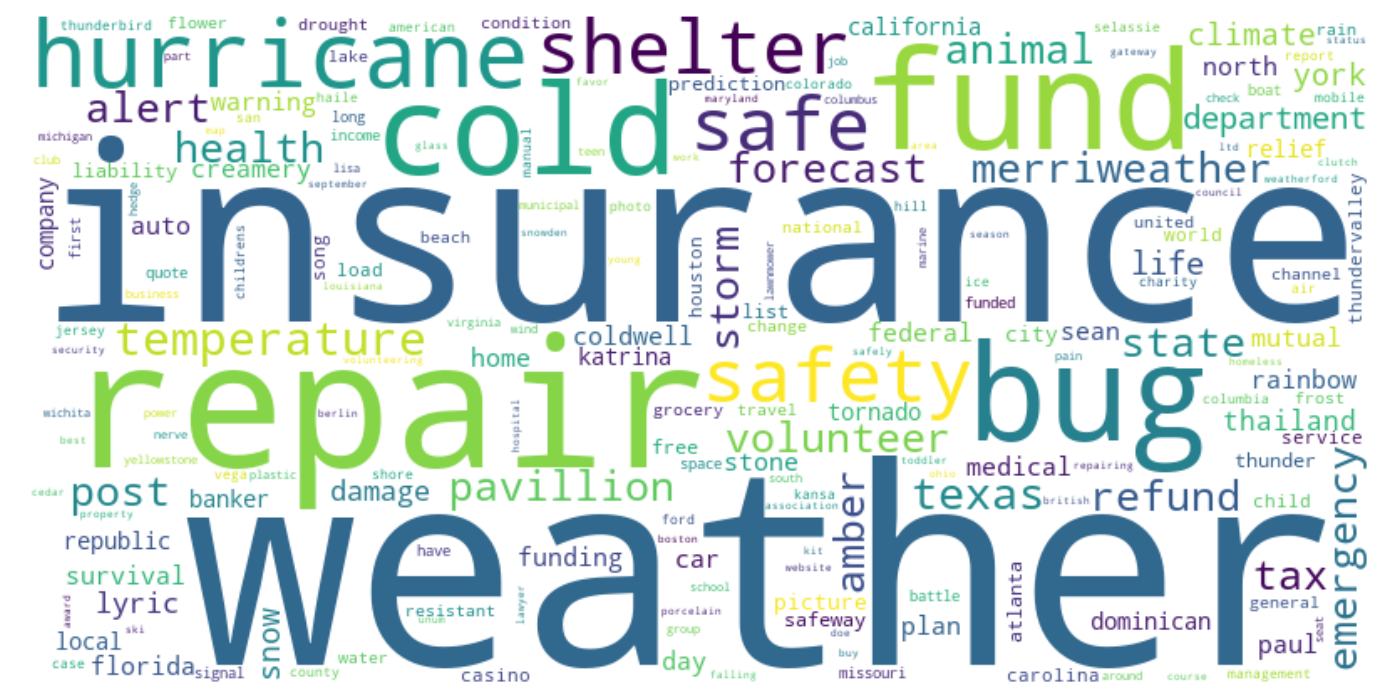 thunderbird flower drought american condition california selassie rain
hurricane shelter fund animal climate status
part lake job gateway north report york
favor prediction colorado boat mobile
alert warning haile cold maryland columbus safe check department
san long
michigan map income glass manual teen work area ltd relief
club health forecast merriweather clutch
liability creamery lisa weatherford
september council
insurance
company hedge municipal photo hill thundervalley
first auto childrens song beach snowden national marine season united world
houston storm lawnmower life
quote load young ice channel
business louisiana list funded charity air
jersey temperature virginia wind coldwell change federal city sean state mutual
security volunteering home katrina safely pain homeless
repair safety bug rainbow
wichita power berlin hospital grocery travel tornado columbia frost
best nerve free volunteer thailand
yellowstone service
vega plastic shore space stone toddler medical repairing thunder
cedar post banker damage pavillion south kansa ohio emergency
property association amber texas british refund child
weather
republic have ford
boston funding car kit
survival website tax
award lyric resistant school picture battle atlanta general
unum lawyer porcelain safeway plan dominican
local ski snow group doe paul seat
case florida signal county water casino day falling buy missouri carolina around course management